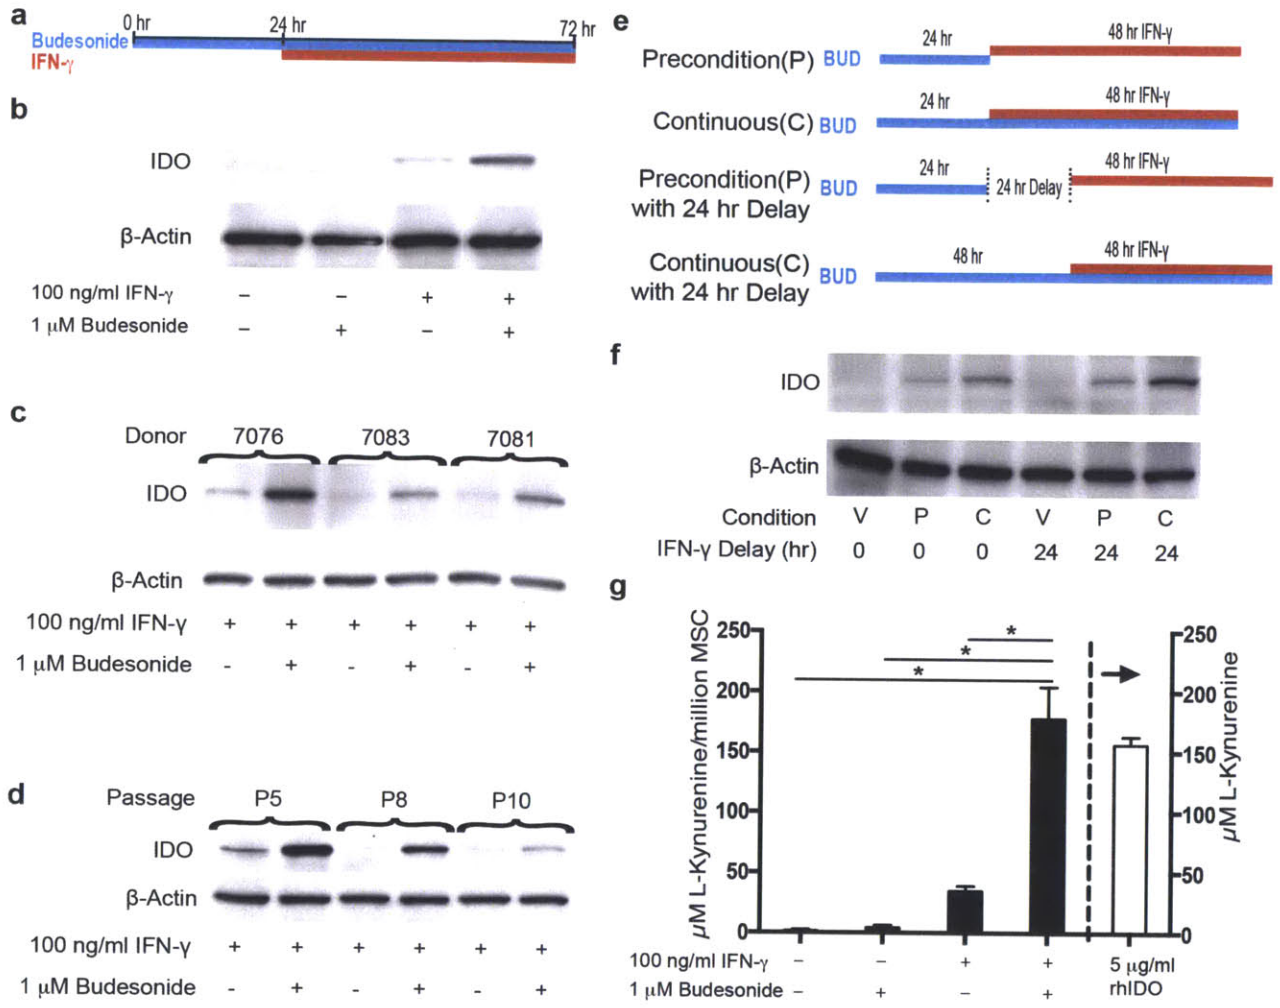 a
0 hr 24 hr 72 hr
Budesonide
IFN-γ
b
IDO
β-Actin
100 ng/ml IFN-γ – – + +
1 μM Budesonide – + – +
c
Donor 7076 7083 7081
IDO
β-Actin
100 ng/ml IFN-γ + + + + + +
1 μM Budesonide - + - + - +
d
Passage P5 P8 P10
IDO
β-Actin
100 ng/ml IFN-γ + + + + + +
1 μM Budesonide - + - + - +
e
24 hr 48 hr IFN-γ
Precondition(P) BUD
24 hr 48 hr IFN-γ
Continuous(C) BUD
24 hr 48 hr IFN-γ
Precondition(P) BUD 24 hr Delay
with 24 hr Delay
48 hr 48 hr IFN-γ
Continuous(C) BUD
with 24 hr Delay
f
IDO
β-Actin
Condition V P C V P C
IFN-γ Delay (hr) 0 0 0 24 24 24
g
μM L-Kynurenine/million MSC
250
200
150
100
50
0
* * *
250
200
150
100
50
0
μM L-Kynurenine
100 ng/ml IFN-γ – – + +
1 μM Budesonide – + – +
5 μg/ml
rhIDO